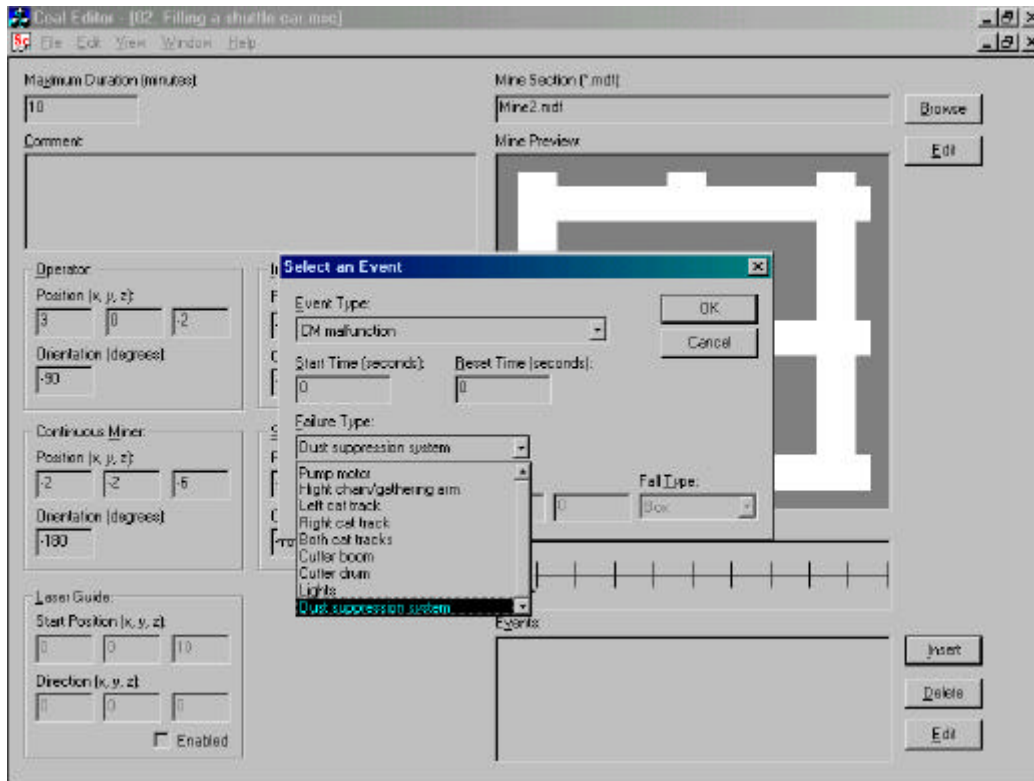 Coal Editor - [02. Filling a shuttle car.msc]
File Edit View Window Help
Maximum Duration (minutes):
10
Comment:
Mine Section (*.mdf):
Mine2.mdf
Browse
Mine Preview:
Edit
Operator:
Position (x, y, z):
3 0 -2
Orientation (degrees):
-90
Continuous Miner:
Position (x, y, z):
-2 -2 -6
Orientation (degrees):
-180
Laser Guide:
Start Position (x, y, z):
0 0 10
Direction (x, y, z):
0 0 0
Enabled
Select an Event
Event Type:
CM malfunction
OK
Cancel
Start Time (seconds): Reset Time (seconds):
0 0
Failure Type:
Dust suppression system
Pump motor
Flight chain/gathering arm
Left cat track
Right cat track
Both cat tracks
Cutter boom
Cutter drum
Lights
Dust suppression system
0
Fall Type:
Box
Events:
Insert
Delete
Edit